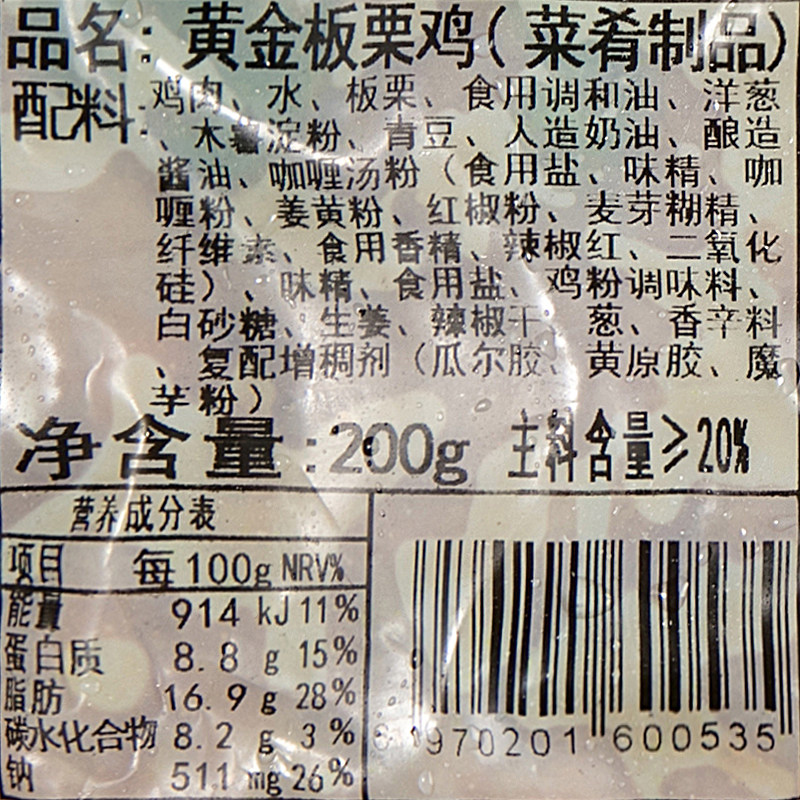 品名: 黄金板栗鸡( 菜肴制品)
配料: 鸡肉、水、板栗、食用调和油、洋葱
、木薯淀粉、青豆、人造奶油、酿造
酱油、咖喱汤粉（食用盐、味精、咖
喱粉、姜黄粉、红椒粉、麦芽糊精、
纤维素、食用香精、辣椒红、二氧化
硅）、味精、食用盐、鸡粉调味料、
白砂糖、生姜、辣椒干、葱、香辛料
、复配增稠剂（瓜尔胶、黄原胶、魔
芋粉）
净含量:200g 主料含量≥20%
营养成分表
项目 每100g NRV%
能量 914 kJ 11%
蛋白质 8.8 g 15%
脂肪 16.9 g 28%
碳水化合物 8.2 g 3%
钠 511 mg 26%
6 970201 600535